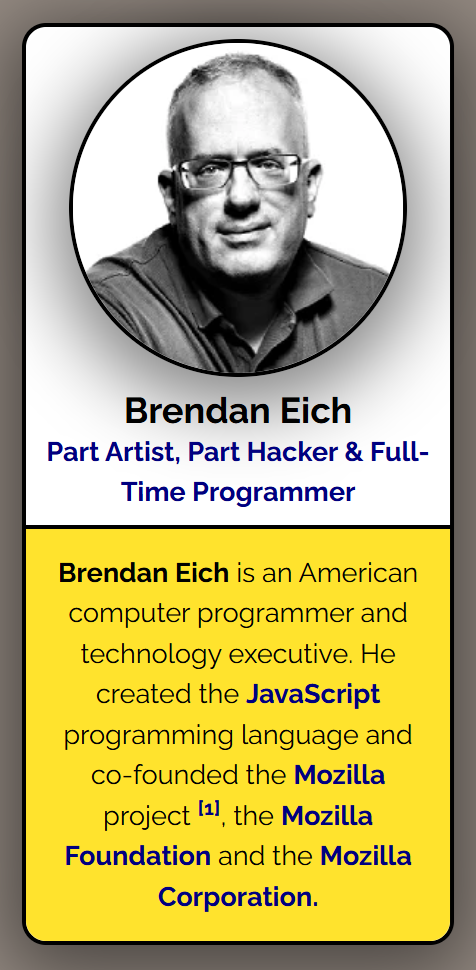 Brendan Eich
Part Artist, Part Hacker & Full-
Time Programmer
Brendan Eich is an American
computer programmer and
technology executive. He
created the JavaScript
programming language and
co-founded the Mozilla
project [1], the Mozilla
Foundation and the Mozilla
Corporation.